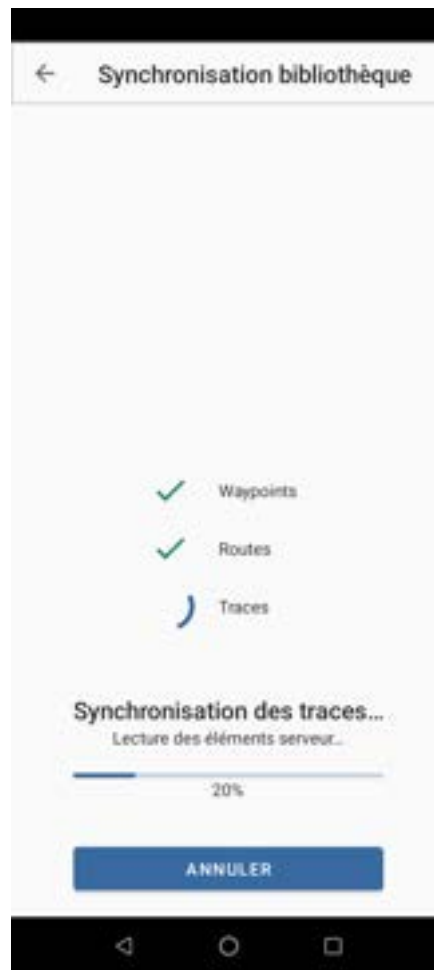 Synchronisation bibliothèque
Waypoints
Routes
Traces
Synchronisation des traces...
Lecture des éléments serveur...
20%
ANNULER